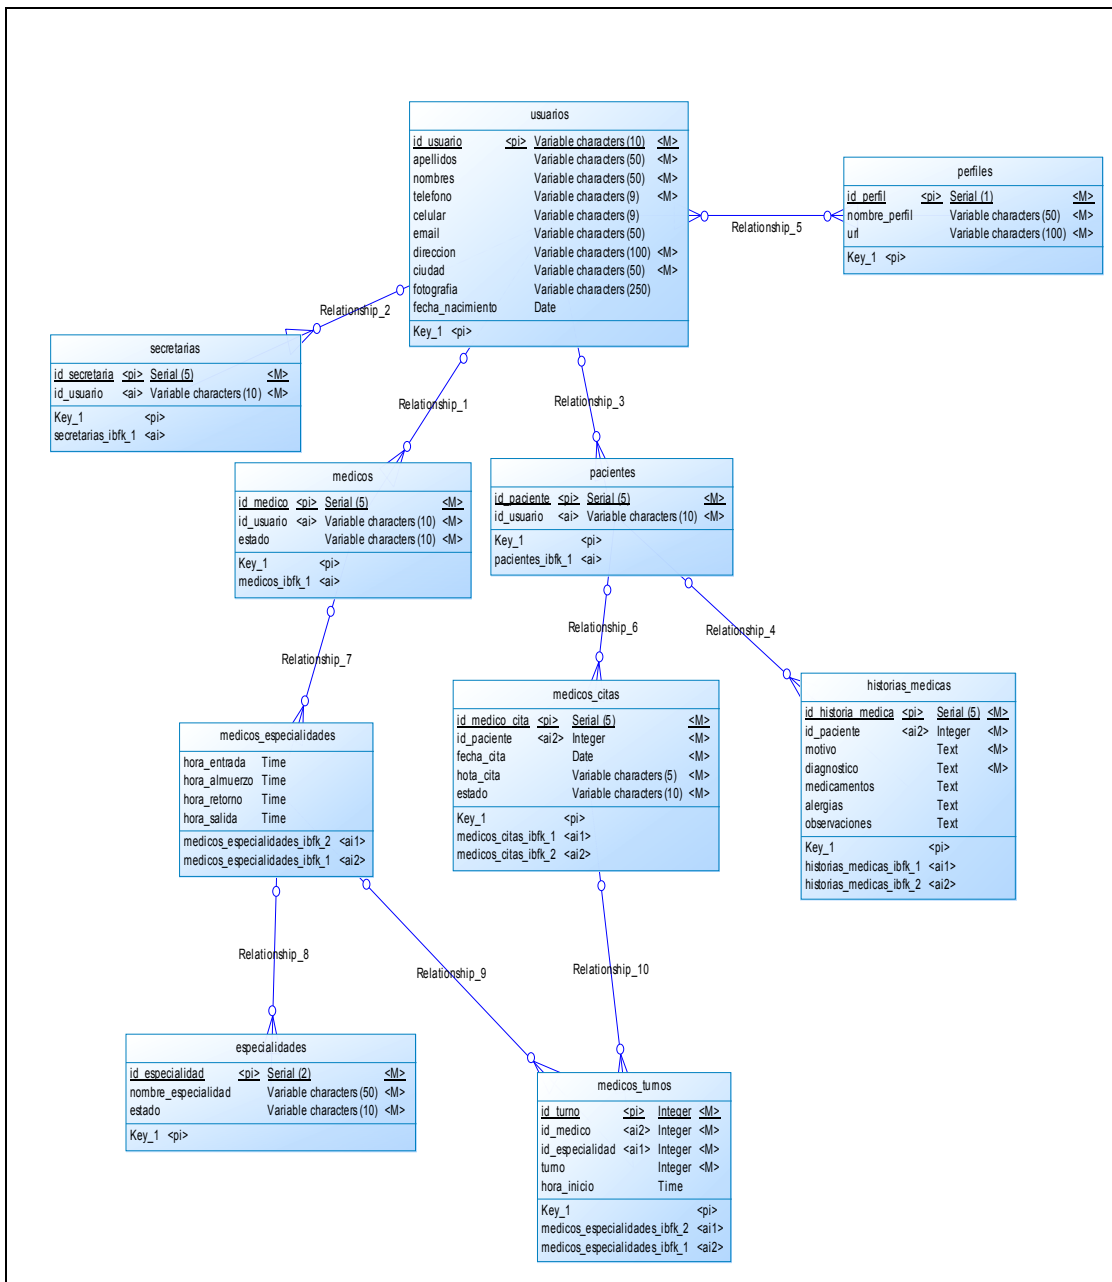 usuarios
id_usuario <pi> Variable characters (10) <M>
apellidos Variable characters (50) <M>
nombres Variable characters (50) <M>
telefono Variable characters (9) <M>
celular Variable characters (9)
email Variable characters (50)
direccion Variable characters (100) <M>
ciudad Variable characters (50) <M>
fotografia Variable characters (250)
fecha_nacimiento Date
Key_1 <pi>
perfiles
id_perfil <pi> Serial (1) <M>
nombre_perfil Variable characters (50) <M>
url Variable characters (100) <M>
Key_1 <pi>
Relationship_5
Relationship_2
secretarias
id_secretaria <pi> Serial (5) <M>
id_usuario <ai> Variable characters (10) <M>
Key_1 <pi>
secretarias_ibfk_1 <ai>
Relationship_1
Relationship_3
medicos
id_medico <pi> Serial (5) <M>
id_usuario <ai> Variable characters (10) <M>
estado Variable characters (10) <M>
Key_1 <pi>
medicos_ibfk_1 <ai>
pacientes
id_paciente <pi> Serial (5) <M>
id_usuario <ai> Variable characters (10) <M>
Key_1 <pi>
pacientes_ibfk_1 <ai>
Relationship_6
Relationship_4
Relationship_7
medicos_citas
id_medico_cita <pi> Serial (5) <M>
id_paciente <ai2> Integer <M>
fecha_cita Date <M>
hota_cita Variable characters (5) <M>
estado Variable characters (10) <M>
Key_1 <pi>
medicos_citas_ibfk_1 <ai1>
medicos_citas_ibfk_2 <ai2>
historias_medicas
id_historia_medica <pi> Serial (5) <M>
id_paciente <ai2> Integer <M>
motivo Text <M>
diagnostico Text <M>
medicamentos Text
alergias Text
observaciones Text
Key_1 <pi>
historias_medicas_ibfk_1 <ai1>
historias_medicas_ibfk_2 <ai2>
medicos_especialidades
hora_entrada Time
hora_almuerzo Time
hora_retorno Time
hora_salida Time
medicos_especialidades_ibfk_2 <ai1>
medicos_especialidades_ibfk_1 <ai2>
Relationship_8
Relationship_9
Relationship_10
especialidades
id_especialidad <pi> Serial (2) <M>
nombre_especialidad Variable characters (50) <M>
estado Variable characters (10) <M>
Key_1 <pi>
medicos_turnos
id_turno <pi> Integer <M>
id_medico <ai2> Integer <M>
id_especialidad <ai1> Integer <M>
turno Integer <M>
hora_inicio Time
Key_1 <pi>
medicos_especialidades_ibfk_2 <ai1>
medicos_especialidades_ibfk_1 <ai2>